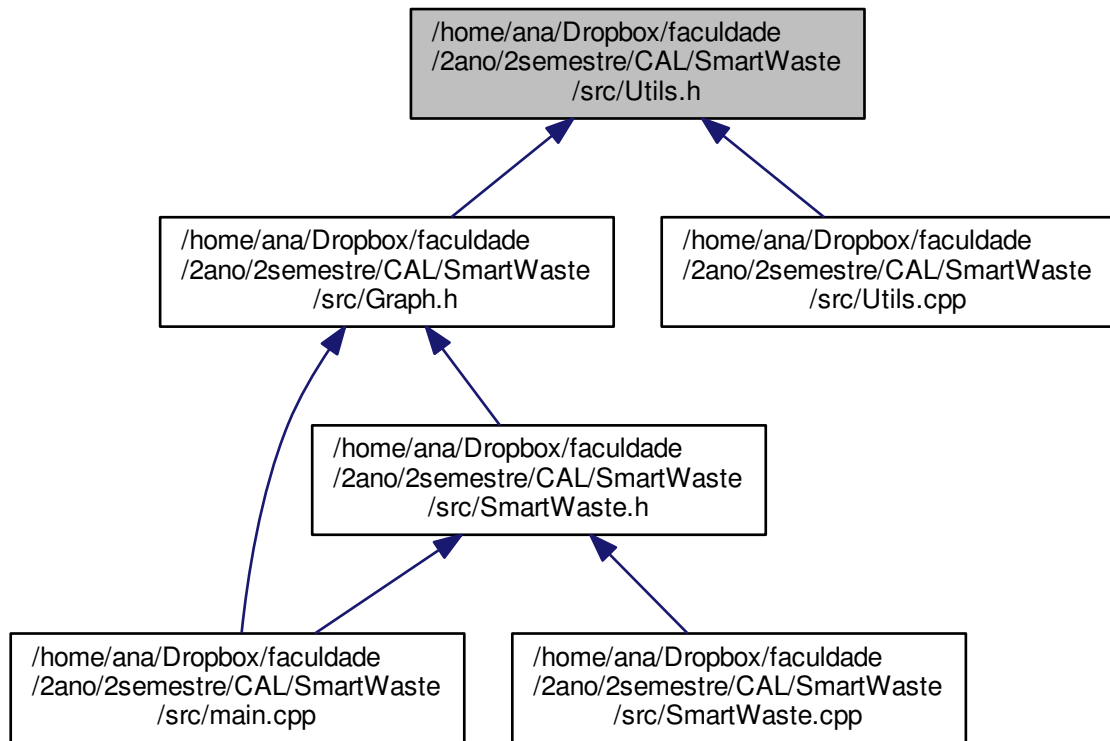 /home/ana/Dropbox/faculdade
/2ano/2semestre/CAL/SmartWaste
/src/Utils.h
/home/ana/Dropbox/faculdade
/2ano/2semestre/CAL/SmartWaste
/src/Graph.h
/home/ana/Dropbox/faculdade
/2ano/2semestre/CAL/SmartWaste
/src/Utils.cpp
/home/ana/Dropbox/faculdade
/2ano/2semestre/CAL/SmartWaste
/src/SmartWaste.h
/home/ana/Dropbox/faculdade
/2ano/2semestre/CAL/SmartWaste
/src/main.cpp
/home/ana/Dropbox/faculdade
/2ano/2semestre/CAL/SmartWaste
/src/SmartWaste.cpp